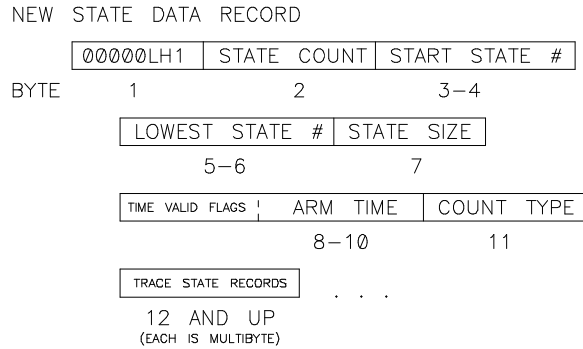 NEW STATE DATA RECORD
00000LH1 STATE COUNT START STATE #
BYTE 1 2 3-4
LOWEST STATE # STATE SIZE
5-6 7
TIME VALID FLAGS ARM TIME COUNT TYPE
8-10 11
TRACE STATE RECORDS . . .
12 AND UP
(EACH IS MULTIBYTE)